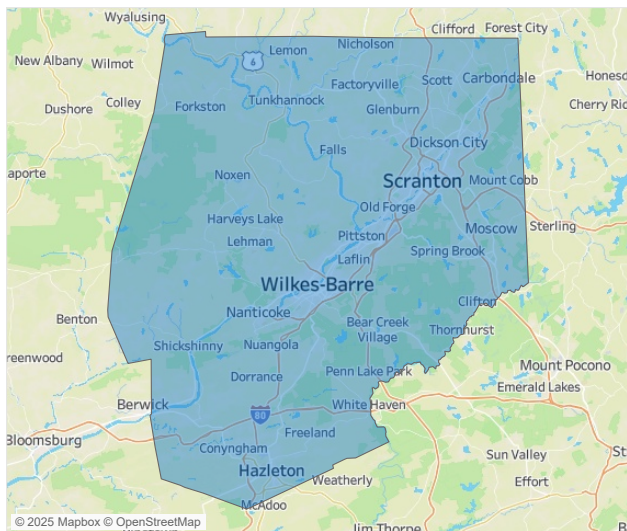 Wyalusing
Clifford
Forest City
Nicholson
Lemon
New Albany
Wilmot
6
Scott
Carbondale
Honesd
Factoryville
Dushore
Colley
Forkston
Tunkhannock
Glenburn
Cherry Ric
Falls
Dickson City
aporte
Noxen
Scranton
Mount Cobb
Old Forge
Harveys Lake
Sterling
Lehman
Pittston
Moscow
Laflin
Spring Brook
Wilkes-Barre
Clifton
Nanticoke
Benton
Bear Creek
Village
Thornhurst
Shickshinny
Nuangola
reenwood
Penn Lake Park
Mount Pocono
Dorrance
Emerald Lakes
Berwick
80
White Haven
Bloomsburg
Freeland
Conyngham
Sun Valley
St
Hazleton
Weatherly
Effort
McAdoo
© 2025 Mapbox © OpenStreetMap
Jim Thorpe